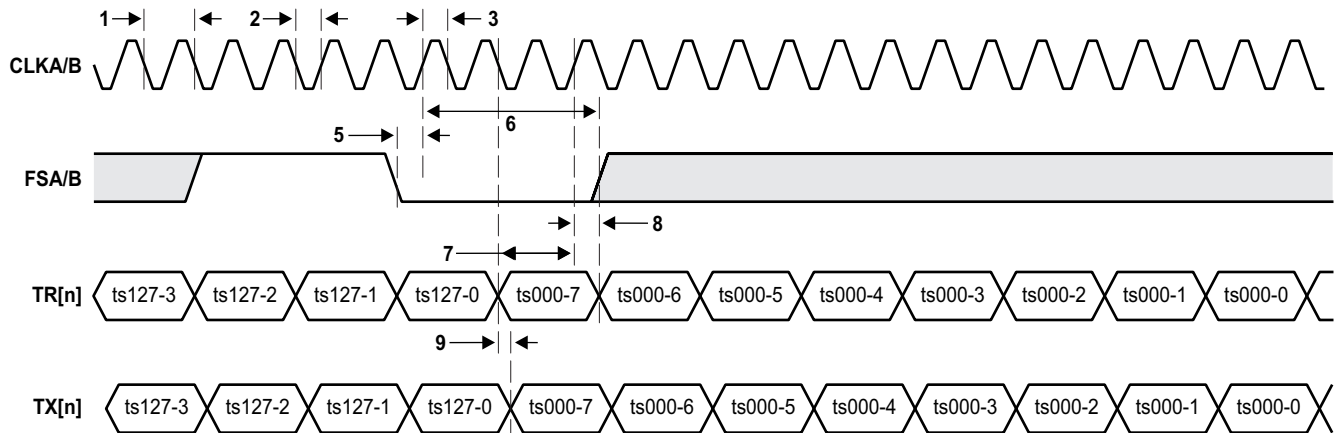 1 2 3
CLKA/B
6
5
FSA/B
8
7
TR[n] ts127-3 ts127-2 ts127-1 ts127-0 ts000-7 ts000-6 ts000-5 ts000-4 ts000-3 ts000-2 ts000-1 ts000-0
9
TX[n] ts127-3 ts127-2 ts127-1 ts127-0 ts000-7 ts000-6 ts000-5 ts000-4 ts000-3 ts000-2 ts000-1 ts000-0